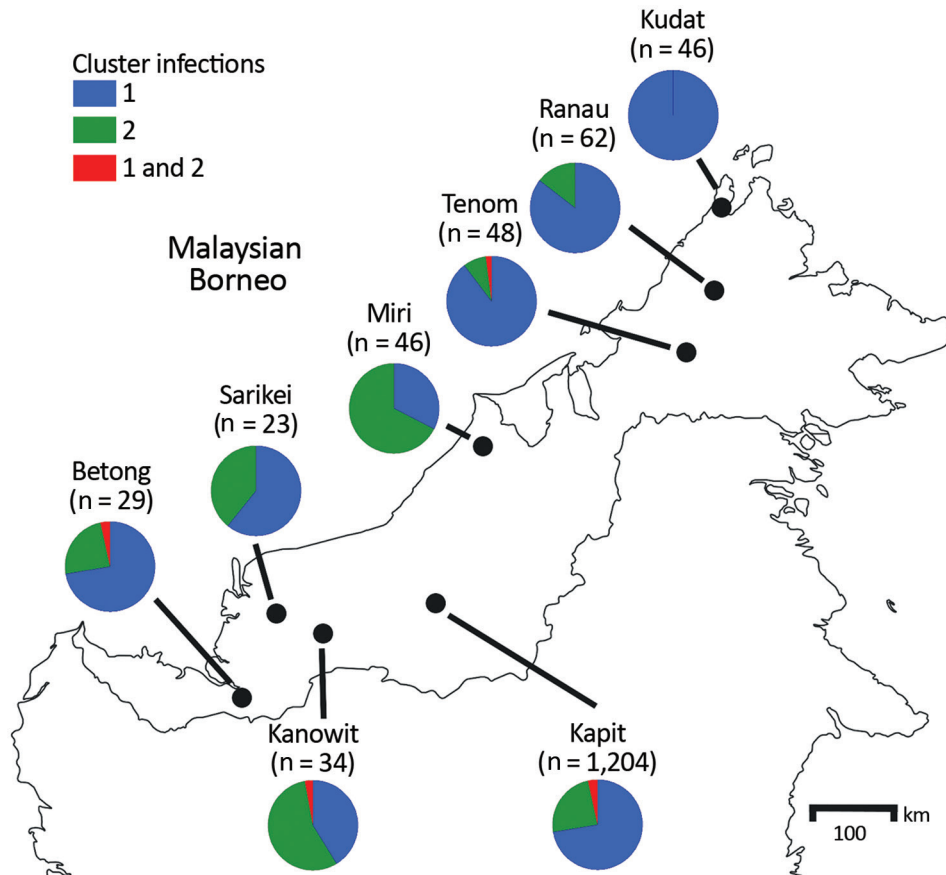 Cluster infections
1
2
1 and 2
Malaysian
Borneo
Kudat
(n = 46)
Ranau
(n = 62)
Tenom
(n = 48)
Miri
(n = 46)
Sarikei
(n = 23)
Betong
(n = 29)
Kanowit
(n = 34)
Kapit
(n = 1,204)
km
100